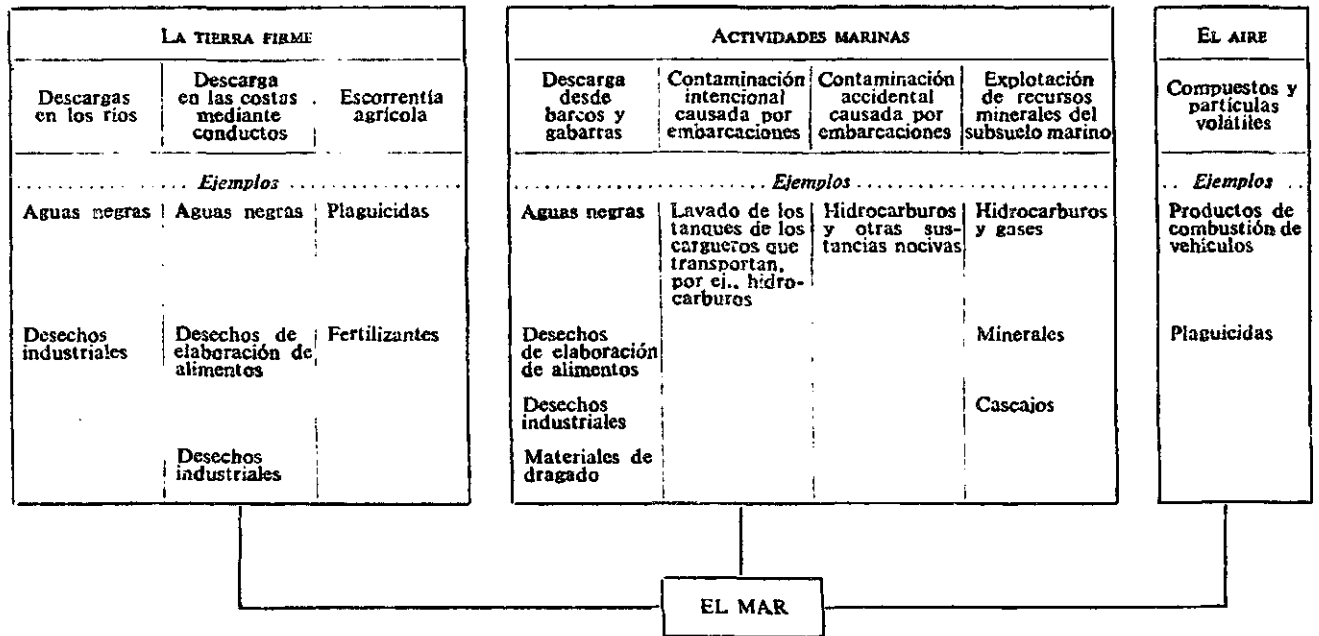 LA TIERRA FIRME
Descargas
en los ríos
Descarga
en las costas
mediante
conductos
Escorrentía
agrícola
Ejemplos
Aguas negras
Desechos
industriales
Aguas negras
Desechos de
elaboración de
alimentos
Desechos
industriales
Plaguicidas
Fertilizantes
ACTIVIDADES MARINAS
Descarga
desde
barcos y
gabarras
Contaminación
intencional
causada por
embarcaciones
Contaminación
accidental
causada por
embarcaciones
Explotación
de recursos
minerales del
subsuelo marino
Ejemplos
Aguas negras
Desechos
de elaboración
de alimentos
Desechos
industriales
Materiales de
dragado
Lavado de los
tanques de los
cargueros que
transportan,
por ej., hidro-
carburos
Hidrocarburos
y otras sus-
tancias nocivas
Hidrocarburos
y gases
Minerales
Cascajos
EL AIRE
Compuestos y
partículas
volátiles
Ejemplos
Productos de
combustión de
vehículos
Plaguicidas
EL MAR